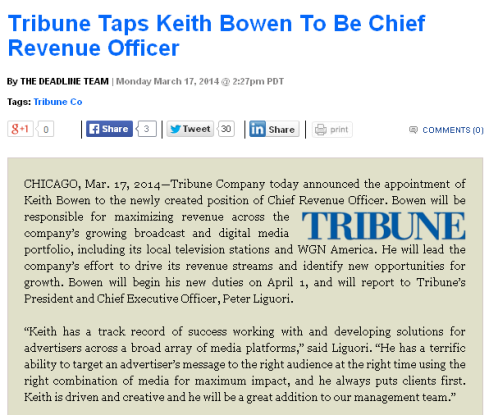 Tribune Taps Keith Bowen To Be Chief
Revenue Officer
By THE DEADLINE TEAM | Monday March 17, 2014 @ 2:27pm PDT
Tags: Tribune Co
g+1 0 Share 3 Tweet 30 in Share print COMMENTS (0)
CHICAGO, Mar. 17, 2014—Tribune Company today announced the appointment of
Keith Bowen to the newly created position of Chief Revenue Officer. Bowen will be
responsible for maximizing revenue across the
company's growing broadcast and digital media
TRIBUNE
portfolio, including its local television stations and WGN America. He will lead the
company's effort to drive its revenue streams and identify new opportunities for
growth. Bowen will begin his new duties on April 1, and will report to Tribune's
President and Chief Executive Officer, Peter Liguori.
"Keith has a track record of success working with and developing solutions for
advertisers across a broad array of media platforms," said Liguori. "He has a terrific
ability to target an advertiser's message to the right audience at the right time using the
right combination of media for maximum impact, and he always puts clients first.
Keith is driven and creative and he will be a great addition to our management team."